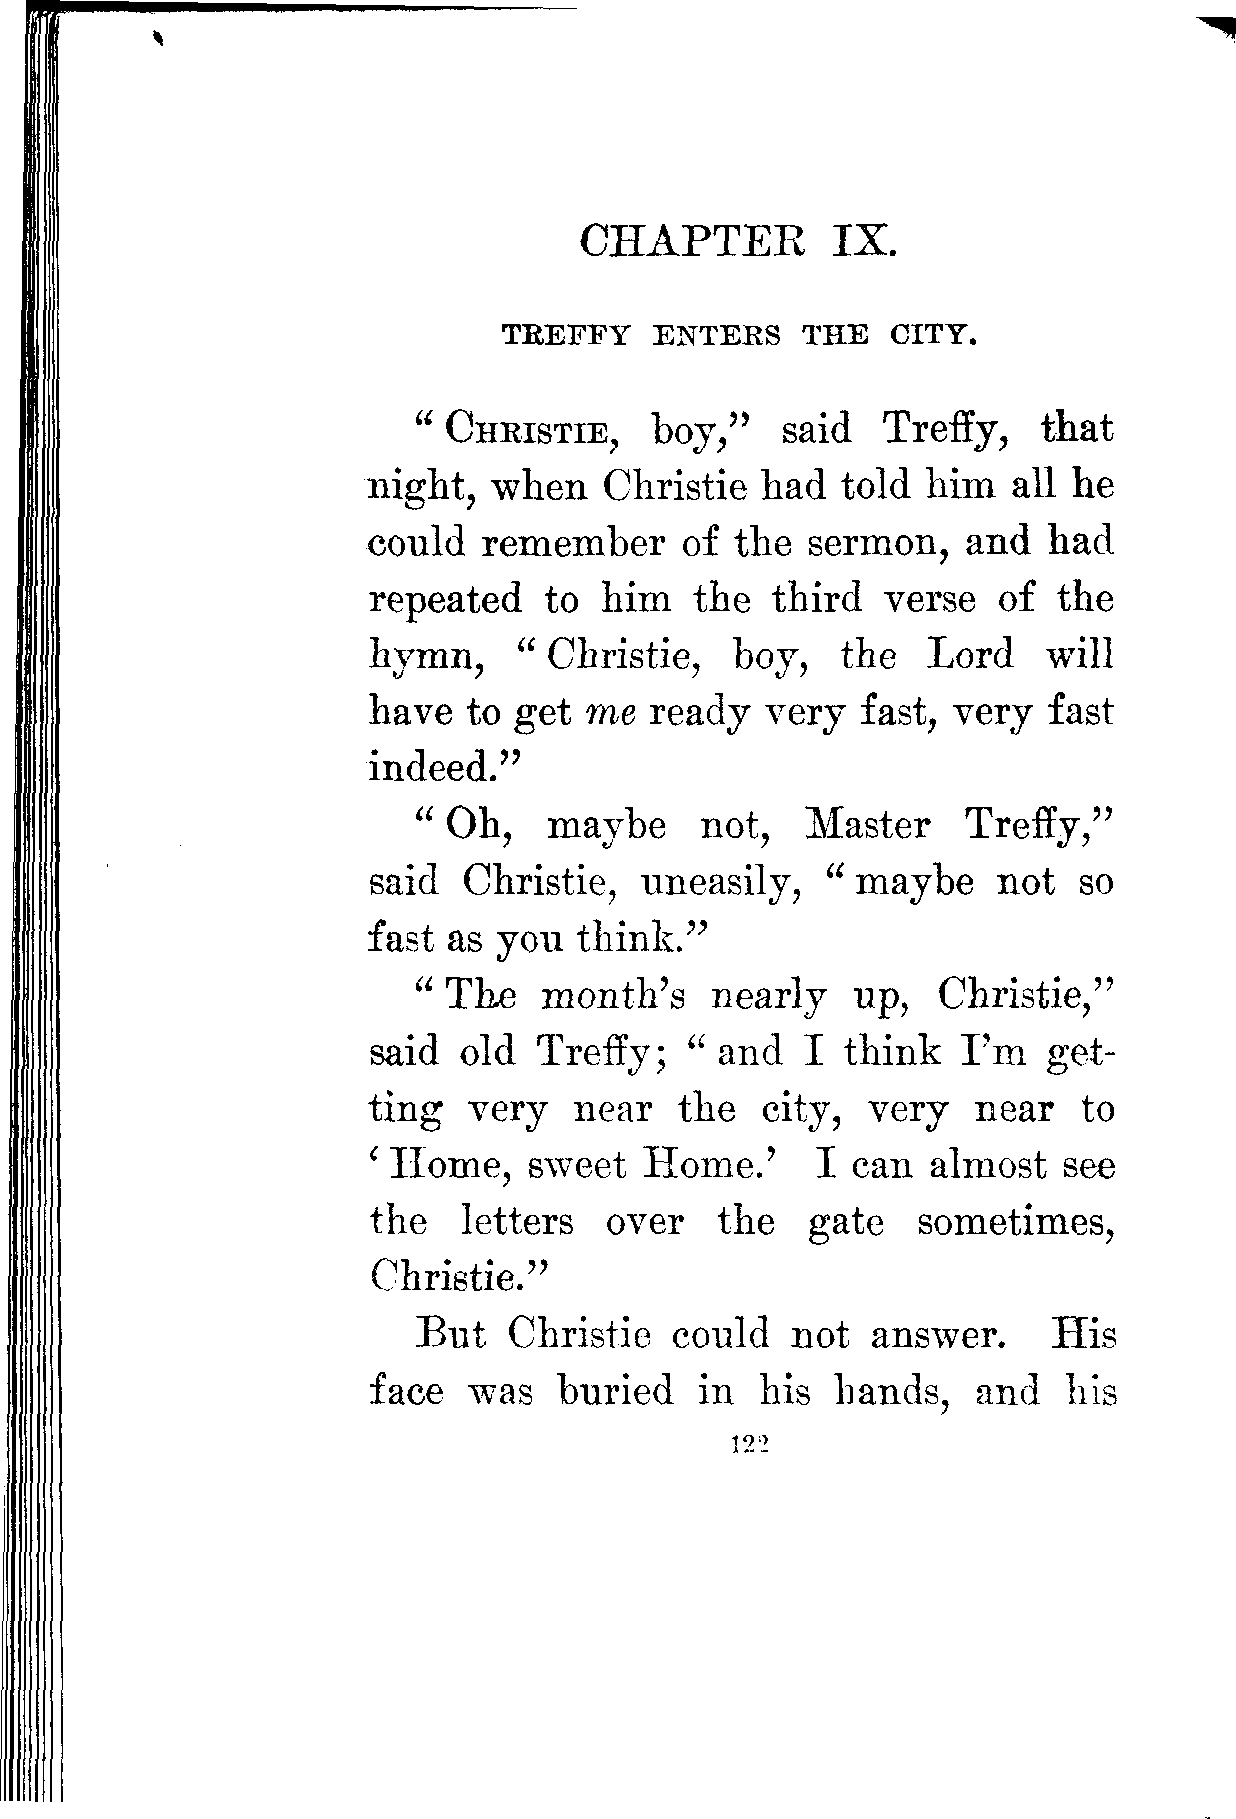 CHAPTER IX.
TREFFY ENTERS THE CITY.
“ CHRISTIE, boy,” said Treffy, that
night, when Christie had told him all he
could remember of the sermon, and had
repeated to him the third verse of the
hymn, “ Christie, boy, the Lord will
have to get me ready very fast, very fast
indeed.”
“ Oh, maybe not, Master Treffy,”
said Christie, uneasily, “ maybe not so
fast as you think.”
“ The month’s nearly up, Christie,”
said old Treffy; “ and I think I’m get-
ting very near the city, very near to
‘ Home, sweet Home.’ I can almost see
the letters over the gate sometimes,
Christie.”
But Christie could not answer. His
face was buried in his hands, and his
122